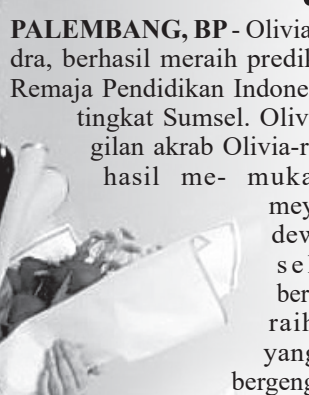 PALEMBANG, BP - Olivia
dra, berhasil meraih predi
Remaja Pendidikan Indone
tingkat Sumsel. Oliv
gilan akrab Olivia-r
hasil me- muka
mey
dew
sel
ber
raih
yang
bergeng